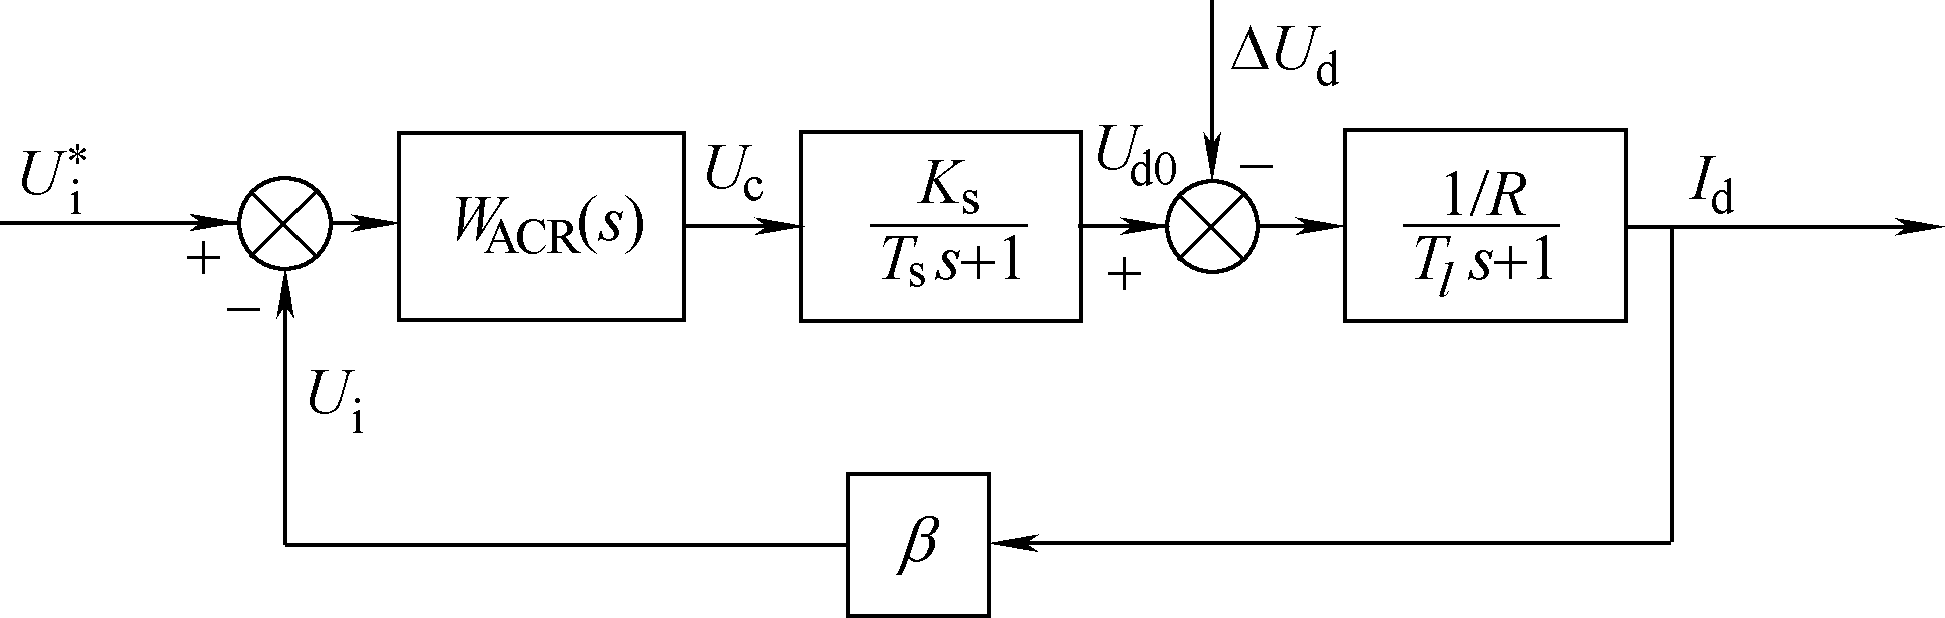 ΔU_d
U_i^*
+
−
W_ACR(s)
U_c
K_s
T_s s+1
U_d0
+
−
1/R
T_l s+1
I_d
U_i
β